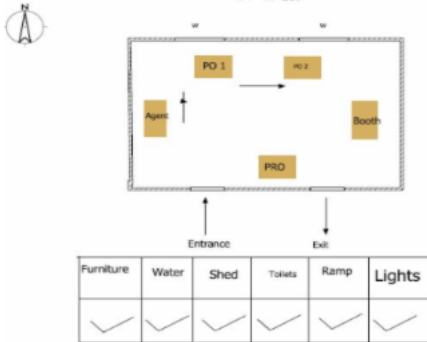 N
w w
PO 1 PO 2
Agent Booth
PRO
Entrance Exit
Furniture Water Shed Toilets Ramp Lights